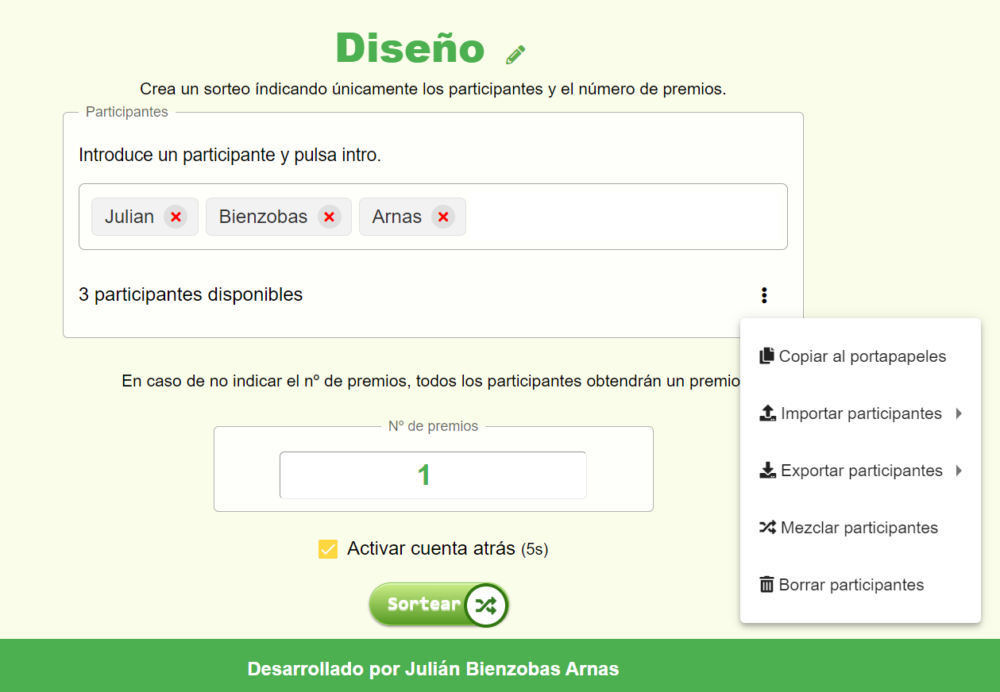 Diseño
Crea un sorteo índicando únicamente los participantes y el número de premios.
Participantes
Introduce un participante y pulsa intro.
Julian
Bienzobas
Arnas
3 participantes disponibles
Copiar al portapapeles
Importar participantes
Exportar participantes
Mezclar participantes
Borrar participantes
En caso de no indicar el nº de premios, todos los participantes obtendrán un premio
Nº de premios
1
Activar cuenta atrás (5s)
Sortear
Desarrollado por Julián Bienzobas Arnas